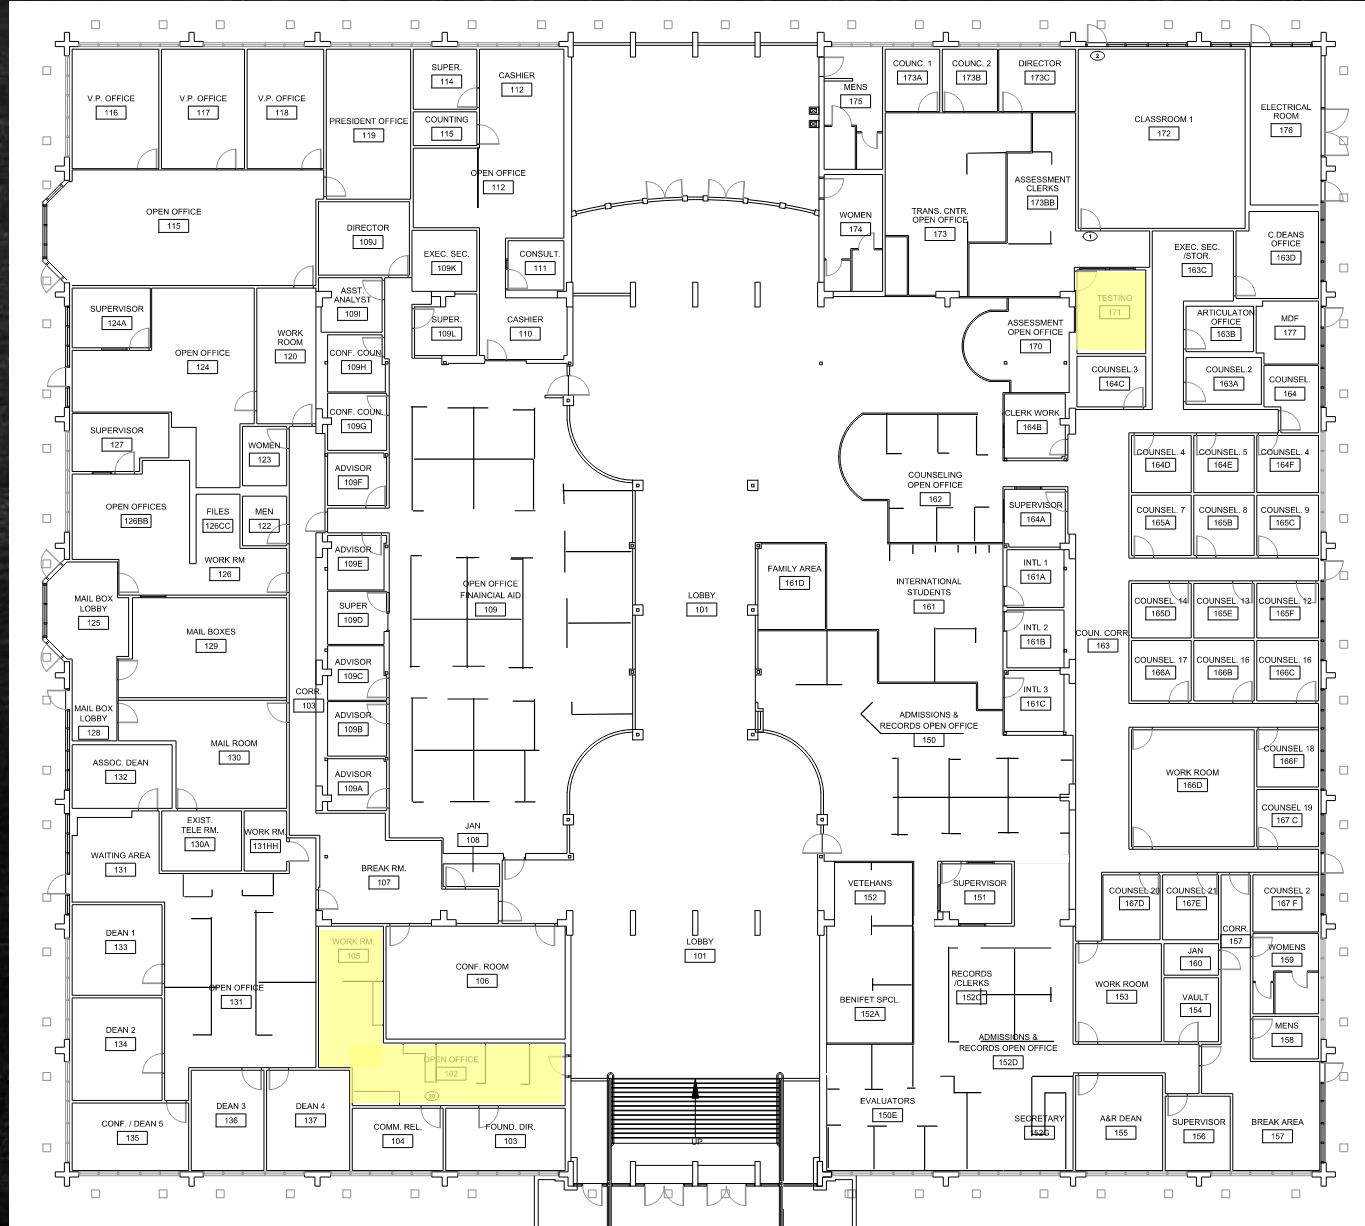 V.P. OFFICE
116
V.P. OFFICE
117
V.P. OFFICE
118
PRESIDENT OFFICE
119
SUPER.
114
COUNTING
115
CASHIER
112
OPEN OFFICE
112
MENS
175
COUNC. 1
173A
COUNC. 2
173B
DIRECTOR
173C
2
CLASSROOM 1
172
ELECTRICAL
ROOM
176
OPEN OFFICE
115
DIRECTOR
109J
EXEC. SEC.
109K
CONSULT.
111
WOMEN
174
TRANS. CNTR.
OPEN OFFICE
173
ASSESSMENT
CLERKS
173BB
1
EXEC. SEC.
/STOR.
163C
C.DEANS
OFFICE
163D
SUPERVISOR
124A
OPEN OFFICE
124
WORK
ROOM
120
ASST.
ANALYST
109I
SUPER.
109L
CASHIER
110
ASSESSMENT
OPEN OFFICE
170
TESTING
171
ARTICULATON
OFFICE
163B
MDF
177
CONF. COUN.
109H
CONF. COUN.
109G
COUNSEL.3
164C
COUNSEL.2
163A
COUNSEL.
164
CLERK WORK
164B
SUPERVISOR
127
WOMEN
123
ADVISOR
109F
COUNSELING
OPEN OFFICE
162
COUNSEL. 4
164D
COUNSEL. 5
164E
COUNSEL. 4
164F
OPEN OFFICES
126BB
FILES
126CC
MEN
122
SUPERVISOR
164A
COUNSEL. 7
165A
COUNSEL. 8
165B
COUNSEL. 9
165C
WORK RM
126
ADVISOR
109E
OPEN OFFICE
FINANCIAL AID
109
LOBBY
101
FAMILY AREA
161D
INTERNATIONAL
STUDENTS
161
INTL 1
161A
MAIL BOX
LOBBY
125
MAIL BOXES
129
SUPER
109D
INTL 2
161B
COUN. CORR.
163
COUNSEL. 14
165D
COUNSEL. 13
165E
COUNSEL. 12
165F
ADVISOR
109C
CORR.
103
INTL 3
161C
COUNSEL. 17
166A
COUNSEL. 16
166B
COUNSEL. 16
166C
MAIL BOX
LOBBY
128
MAIL ROOM
130
ADVISOR
109B
ADMISSIONS &
RECORDS OPEN OFFICE
150
ASSOC. DEAN
132
ADVISOR
109A
WORK ROOM
166D
COUNSEL 18
166F
COUNSEL 19
167 C
EXIST.
TELE RM.
130A
WORK RM.
131HH
JAN
108
WAITING AREA
131
BREAK RM.
107
VETEHANS
152
SUPERVISOR
151
COUNSEL 20
167D
COUNSEL 21
167E
COUNSEL 2
167 F
DEAN 1
133
WORK RM.
105
CONF. ROOM
106
LOBBY
101
CORR.
157
JAN
160
WOMENS
159
OPEN OFFICE
131
BENIFET SPCL.
152A
RECORDS
/CLERKS
152C
WORK ROOM
153
VAULT
154
DEAN 2
134
OPEN OFFICE
102
20
ADMISSIONS &
RECORDS OPEN OFFICE
152D
MENS
158
CONF. / DEAN 5
135
DEAN 3
136
DEAN 4
137
COMM. REL.
104
FOUND. DIR.
103
UP
EVALUATORS
150E
SECRETARY
152G
A&R DEAN
155
SUPERVISOR
156
BREAK AREA
157